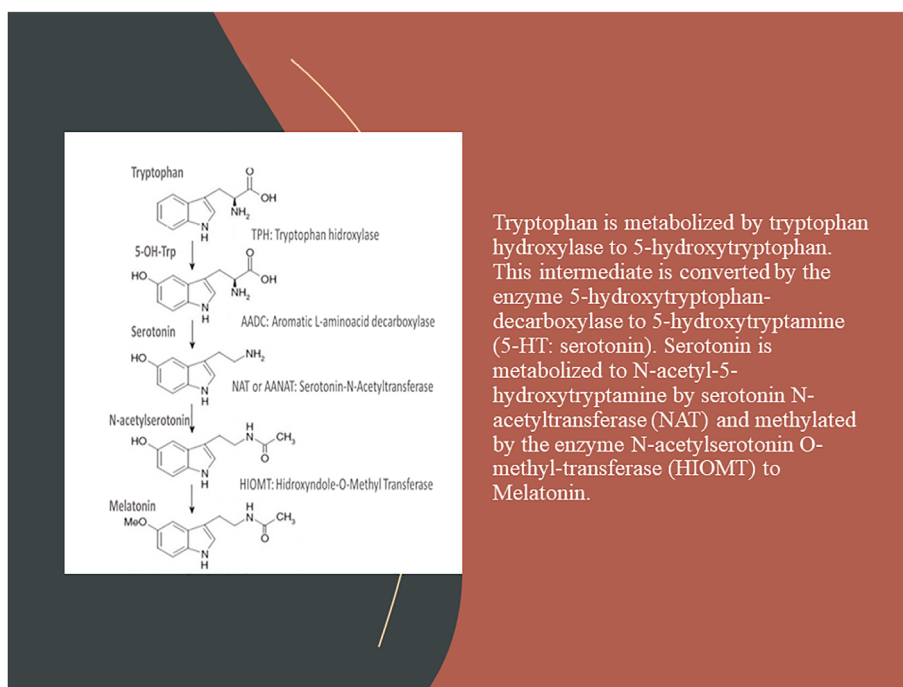 Tryptophan
O
OH
NH₂
N
H
TPH: Tryptophan hidroxylase
5-OH-Trp
O
HO
OH
NH₂
N
H
AADC: Aromatic L-aminoacid decarboxylase
Serotonin
HO
NH₂
N
H
NAT or AANAT: Serotonin-N-Acetyltransferase
N-acetylserotonin
H
N
CH₃
HO
O
N
H
HIOMT: Hidroxyndole-O-Methyl Transferase
Melatonin
H
N
CH₃
MeO
O
N
H
Tryptophan is metabolized by tryptophan
hydroxylase to 5-hydroxytryptophan.
This intermediate is converted by the
enzyme 5-hydroxytryptophan-
decarboxylase to 5-hydroxytryptamine
(5-HT: serotonin). Serotonin is
metabolized to N-acetyl-5-
hydroxytryptamine by serotonin N-
acetyltransferase (NAT) and methylated
by the enzyme N-acetylserotonin O-
methyl-transferase (HIOMT) to
Melatonin.